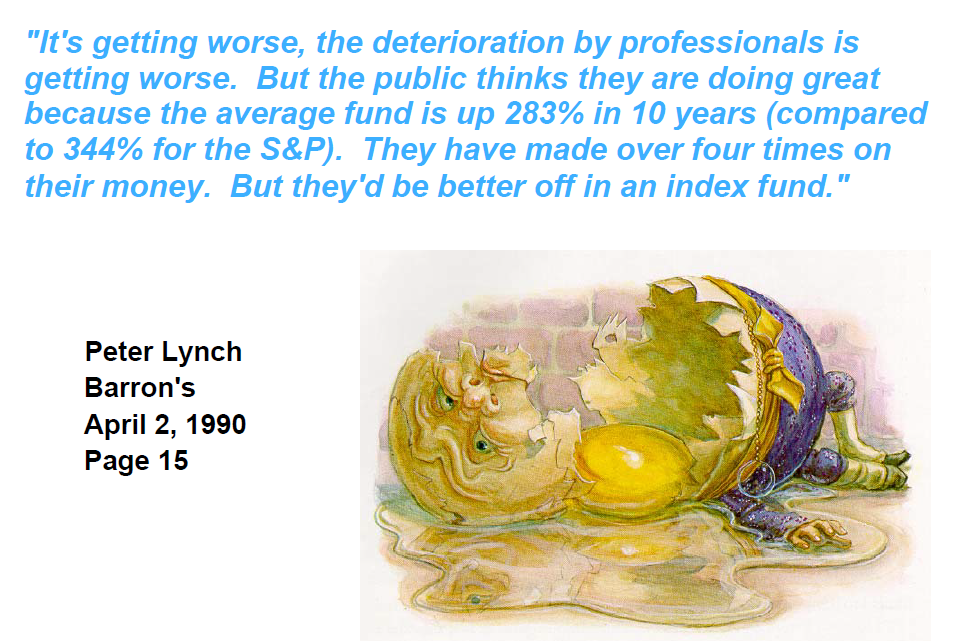 "It's getting worse, the deterioration by professionals is
getting worse.  But the public thinks they are doing great
because the average fund is up 283% in 10 years (compared
to 344% for the S&P).  They have made over four times on
their money.  But they'd be better off in an index fund."
Peter Lynch
Barron's
April 2, 1990
Page 15